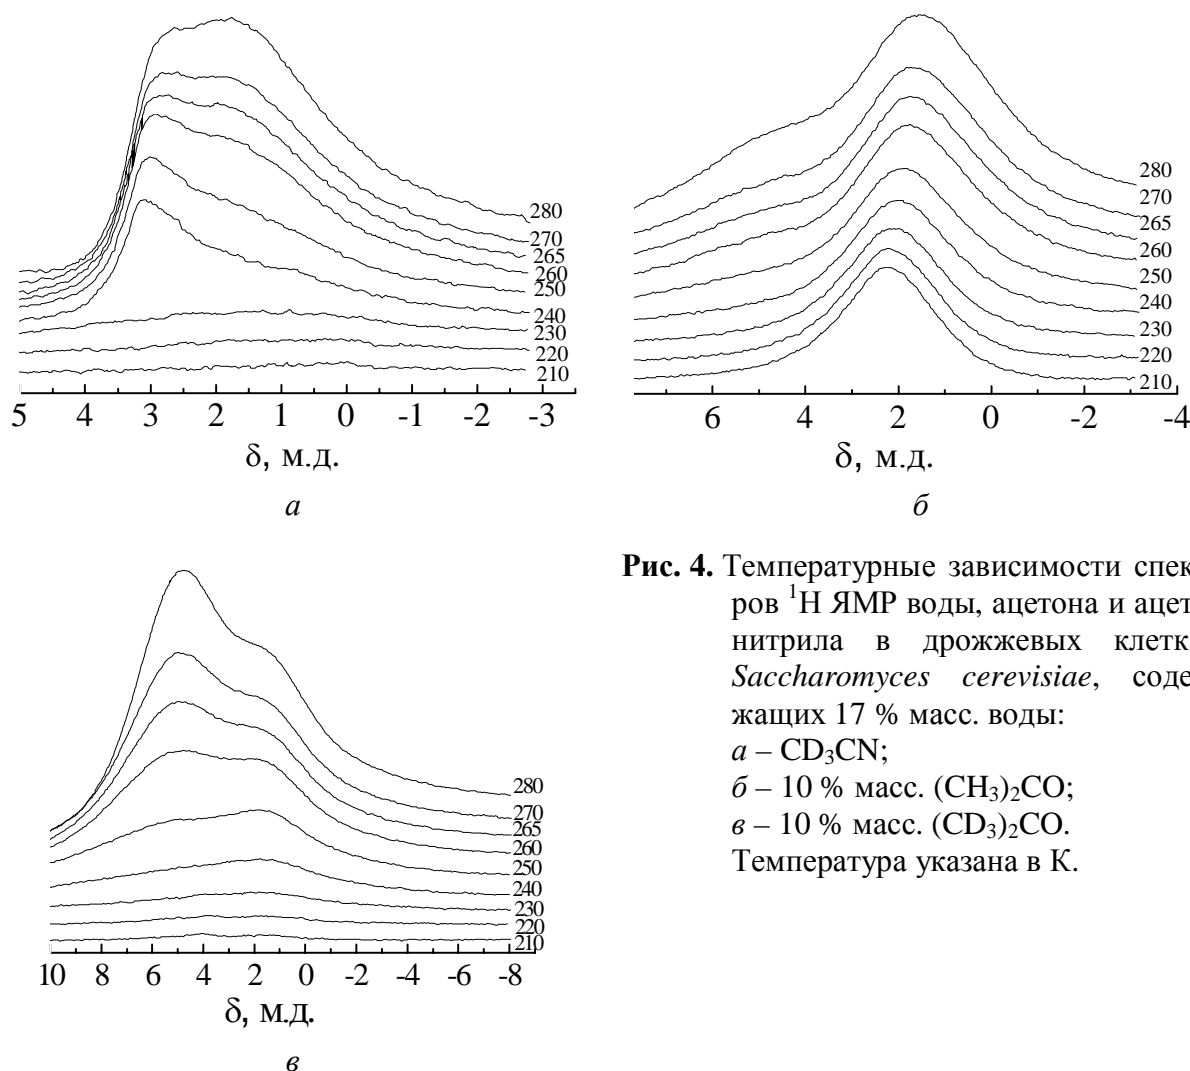 280
270
265
260
250
240
230
220
210
5 4 3 2 1 0 -1 -2 -3
δ, м.д.
а
280
270
265
260
250
240
230
220
210
6 4 2 0 -2 -4
δ, м.д.
б
280
270
265
260
250
240
230
220
210
10 8 6 4 2 0 -2 -4 -6 -8
δ, м.д.
в
Рис. 4. Температурные зависимости спек
ров ¹Н ЯМР воды, ацетона и ацет
нитрила в дрожжевых клетк
Saccharomyces cerevisiae, соде
жащих 17 % масс. воды:
а – CD₃CN;
б – 10 % масс. (CH₃)₂CO;
в – 10 % масс. (CD₃)₂CO.
Температура указана в К.